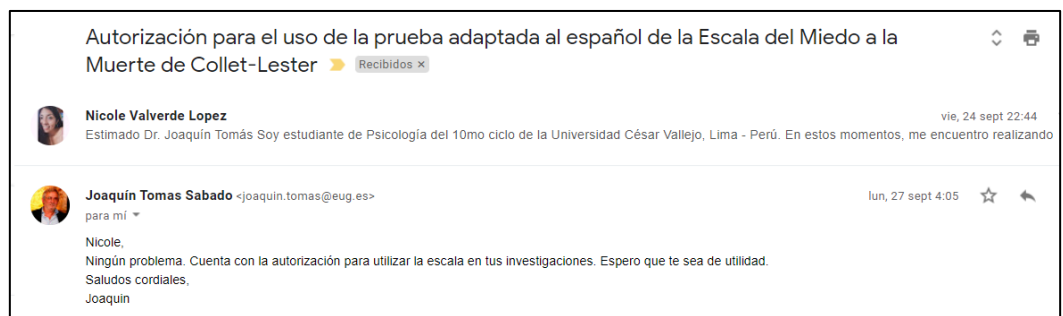 Autorización para el uso de la prueba adaptada al español de la Escala del Miedo a la
Muerte de Collet-Lester Recibidos x
Nicole Valverde Lopez vie, 24 sept 22:44
Estimado Dr. Joaquín Tomás Soy estudiante de Psicología del 10mo ciclo de la Universidad César Vallejo, Lima - Perú. En estos momentos, me encuentro realizando
Joaquín Tomas Sabado <joaquin.tomas@eug.es> lun, 27 sept 4:05
para mí
Nicole,
Ningún problema. Cuenta con la autorización para utilizar la escala en tus investigaciones. Espero que te sea de utilidad.
Saludos cordiales,
Joaquin